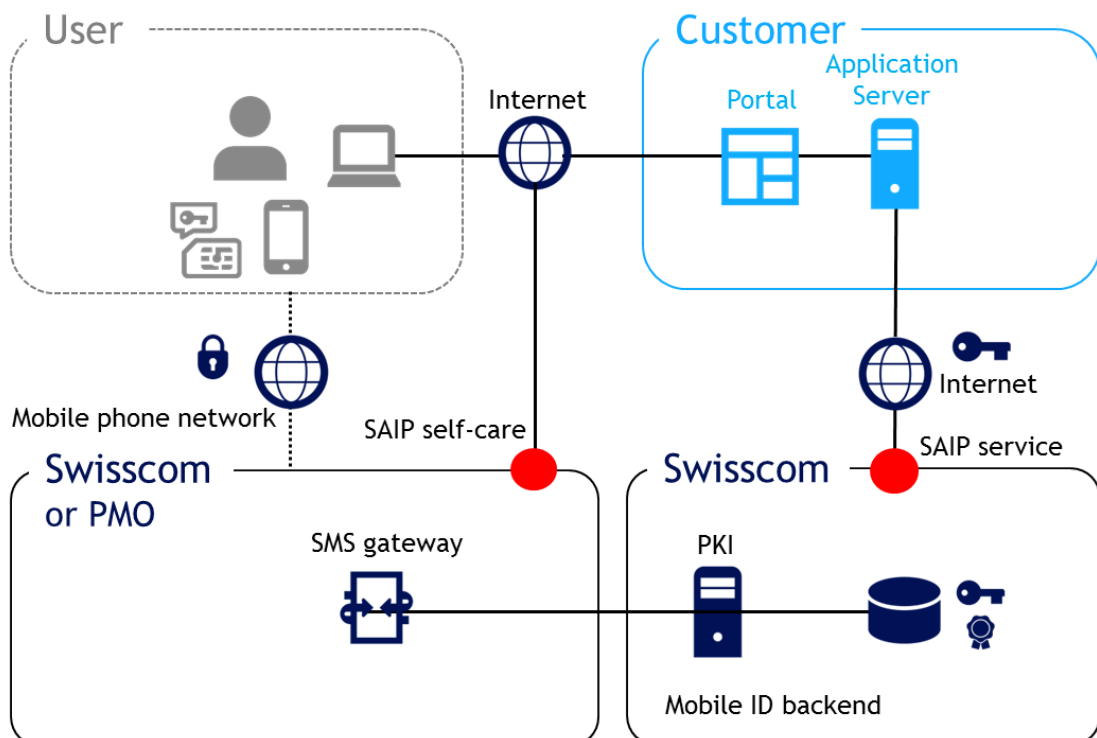 User
Customer
Internet
Portal
Application
Server
Mobile phone network
SAIP self-care
Internet
SAIP service
Swisscom
or PMO
Swisscom
SMS gateway
PKI
Mobile ID backend